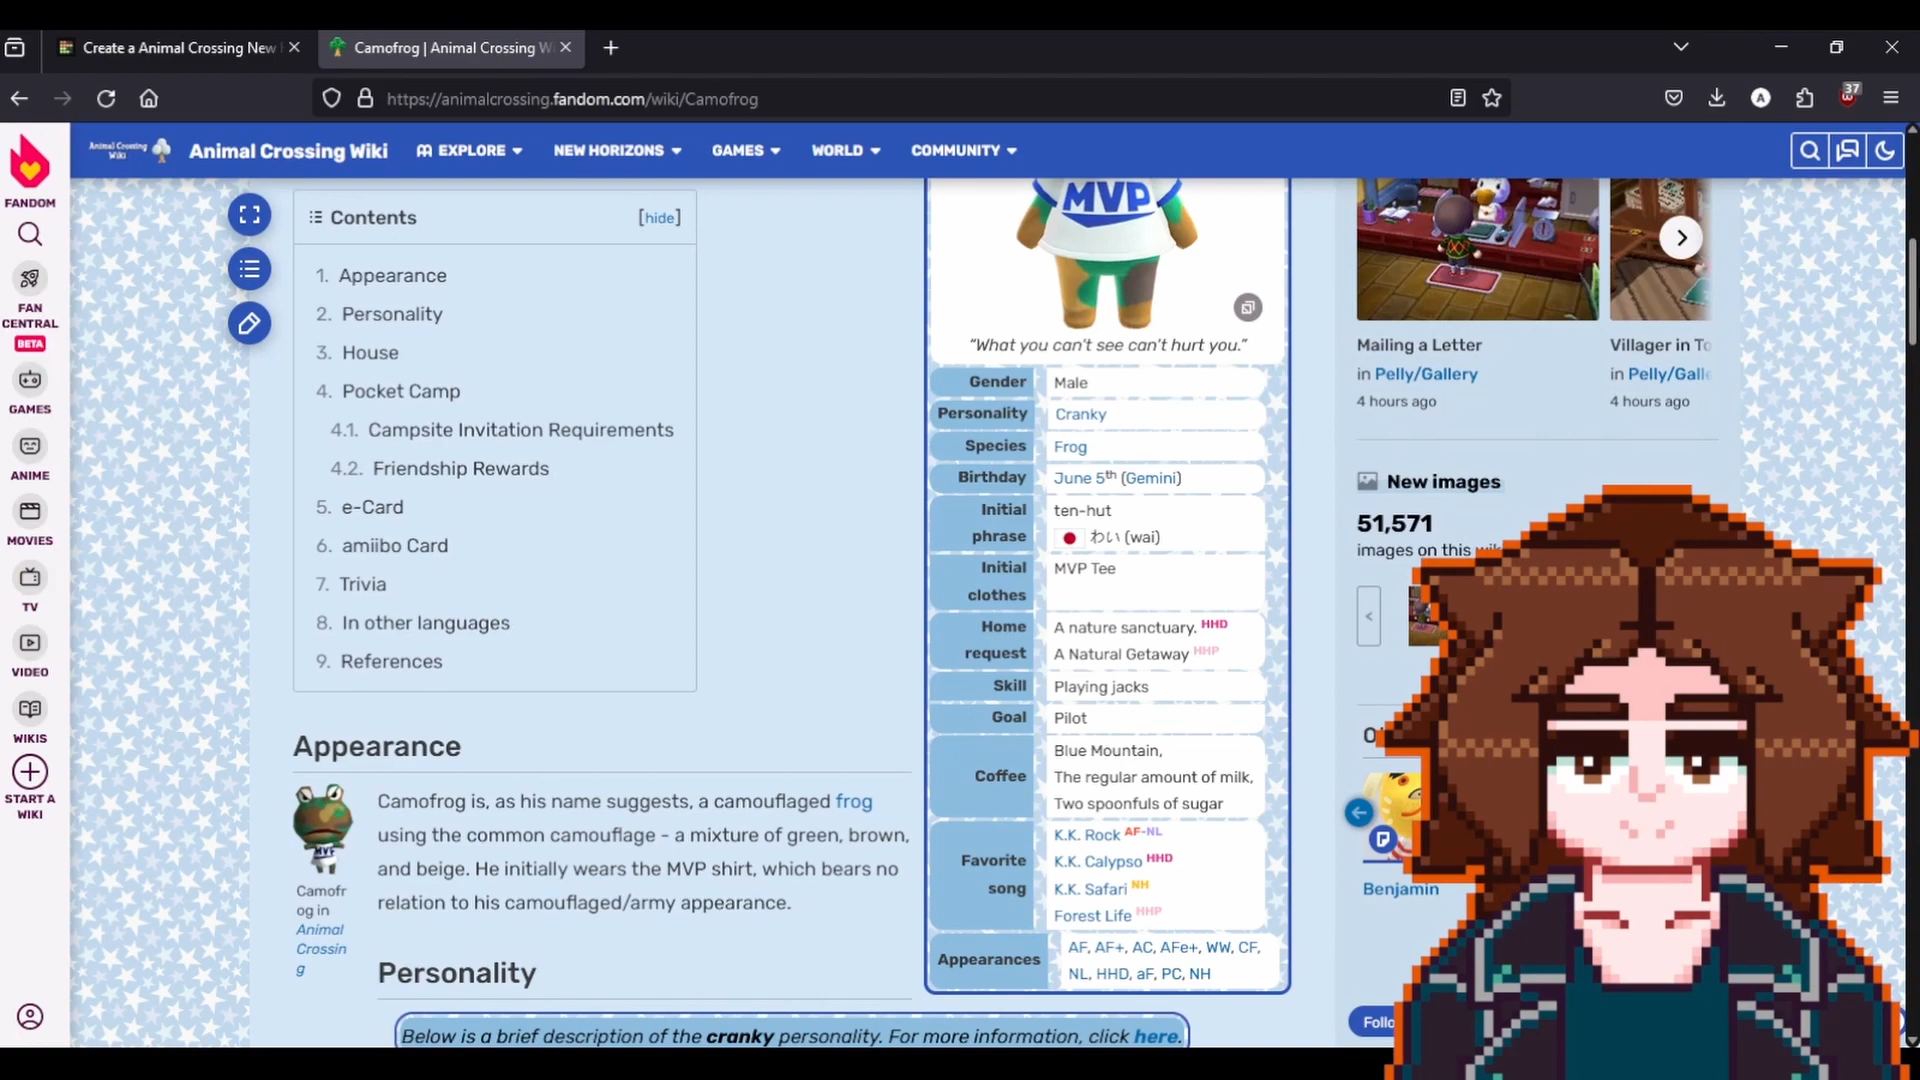 Create a Animal Crossing New
Camofrog | Animal Crossing W
https://animalcrossing.fandom.com/wiki/Camofrog
37
Animal Crossing
Wiki
Animal Crossing Wiki
EXPLORE
NEW HORIZONS
GAMES
WORLD
COMMUNITY
FANDOM
FAN
CENTRAL
BETA
GAMES
ANIME
MOVIES
TV
VIDEO
WIKIS
START A
WIKI
Contents
[hide]
1. Appearance
2. Personality
3. House
4. Pocket Camp
4.1. Campsite Invitation Requirements
4.2. Friendship Rewards
5. e-Card
6. amiibo Card
7. Trivia
8. In other languages
9. References
Appearance
Camofrog is, as his name suggests, a camouflaged frog
using the common camouflage - a mixture of green, brown,
and beige. He initially wears the MVP shirt, which bears no
relation to his camouflaged/army appearance.
MVP
Camofr
og in
Animal
Crossin
g
Personality
Below is a brief description of the cranky personality. For more information, click here.
MVP
“What you can't see can't hurt you.”
Gender Male
Personality Cranky
Species Frog
Birthday June 5th (Gemini)
Initial phrase ten-hut
わい (wai)
Initial clothes MVP Tee
Home request A nature sanctuary. HHD
A Natural Getaway HHP
Skill Playing jacks
Goal Pilot
Coffee Blue Mountain,
The regular amount of milk,
Two spoonfuls of sugar
Favorite song K.K. Rock AF-NL
K.K. Calypso HHD
K.K. Safari NH
Forest Life HHP
Appearances AF, AF+, AC, AFe+, WW, CF,
NL, HHD, aF, PC, NH
Mailing a Letter
in Pelly/Gallery
4 hours ago
Villager in To
in Pelly/Galle
4 hours ago
New images
51,571
images on this
Benjamin
Follo